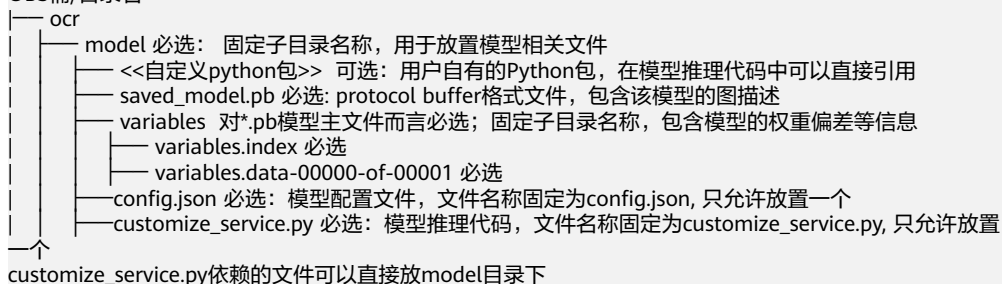 |── ocr
| ├── model 必选： 固定子目录名称，用于放置模型相关文件
| | ├── <<自定义python包>> 可选：用户自有的Python包，在模型推理代码中可以直接引用
| | ├── saved_model.pb 必选: protocol buffer格式文件，包含该模型的图描述
| | ├── variables 对*.pb模型主文件而言必选；固定子目录名称，包含模型的权重偏差等信息
| | | ├── variables.index 必选
| | | ├── variables.data-00000-of-00001 必选
| | ├──config.json 必选：模型配置文件，文件名称固定为config.json, 只允许放置一个
| | ├──customize_service.py 必选：模型推理代码，文件名称固定为customize_service.py, 只允许放置
一个
customize_service.py依赖的文件可以直接放model目录下